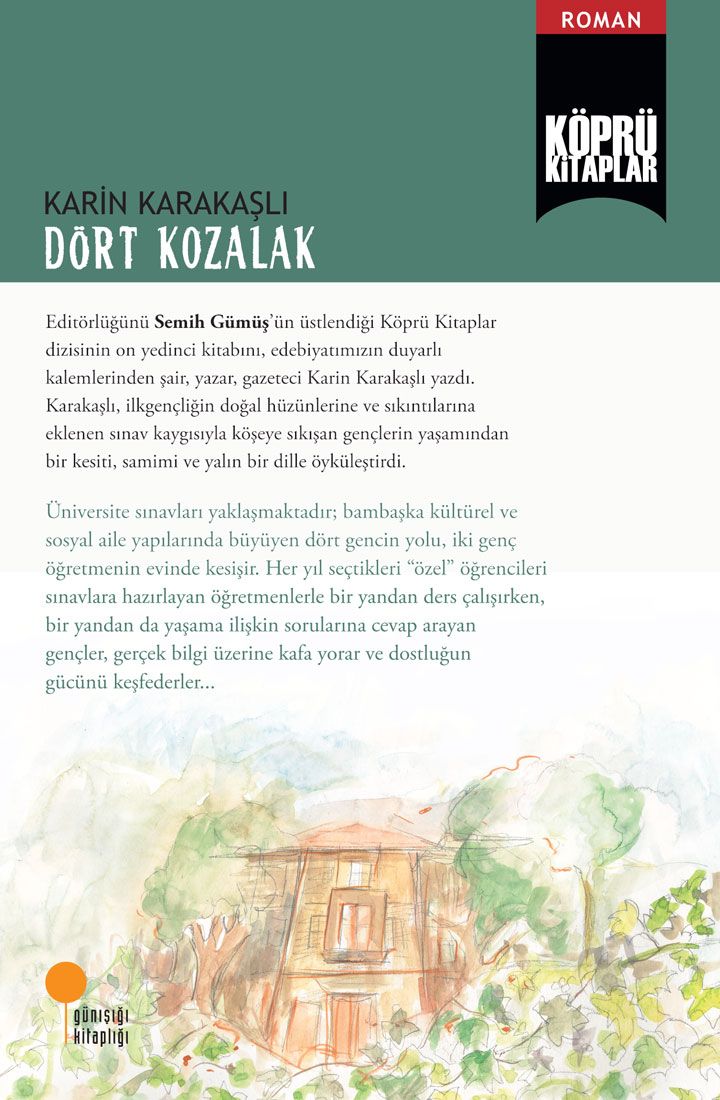 ROMAN
KÖPRÜ
KİTAPLAR
KARİN KARAKAŞLI
DÖRT KOZALAK
Editörlüğünü Semih Gümüş’ün üstlendiği Köprü Kitaplar
dizisinin on yedinci kitabını, edebiyatımızın duyarlı
kalemlerinden şair, yazar, gazeteci Karin Karakaşlı yazdı.
Karakaşlı, ilkgençliğin doğal hüzünlerine ve sıkıntılarına
eklenen sınav kaygısıyla köşeye sıkışan gençlerin yaşamından
bir kesiti, samimi ve yalın bir dille öyküleştirdi.
Üniversite sınavları yaklaşmaktadır; bambaşka kültürel ve
sosyal aile yapılarında büyüyen dört gencin yolu, iki genç
öğretmenin evinde kesişir. Her yıl seçtikleri “özel” öğrencileri
sınavlara hazırlayan öğretmenlerle bir yandan ders çalışırken,
bir yandan da yaşama ilişkin sorularına cevap arayan
gençler, gerçek bilgi üzerine kafa yorar ve dostluğun
gücünü keşfederler...
günışığı
kitaplığı